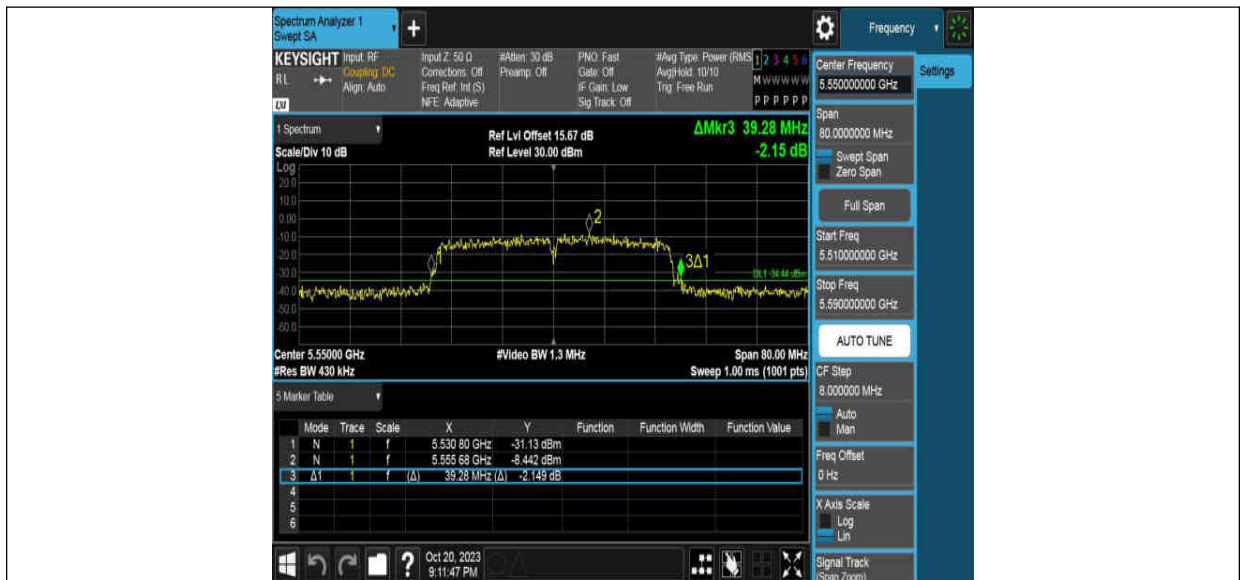 Spectrum Analyzer 1
Swept SA
+
Frequency
KEYSIGHT
RL
LXI
Input: RF
Coupling: DC
Align: Auto
Input Z: 50 Ω
Corrections: Off
Freq Ref: Int (S)
NFE: Adaptive
#Atten: 30 dB
Preamp: Off
PNO: Fast
Gate: Off
IF Gain: Low
Sig Track: Off
#Avg Type: Power (RMS
Avg|Hold: 10/10
Trig: Free Run
1 2 3 4 5 6
M W W W W W
P P P P P P
1 Spectrum
Scale/Div 10 dB
Ref Lvl Offset 15.67 dB
Ref Level 30.00 dBm
ΔMkr3 39.28 MHz
-2.15 dB
Log
20.0
10.0
0.00
-10.0
-20.0
-30.0
-40.0
-50.0
-60.0
2
3Δ1
DL1 -34.44 dBm
Center 5.55000 GHz
#Video BW 1.3 MHz
Span 80.00 MHz
#Res BW 430 kHz
Sweep 1.00 ms (1001 pts)
5 Marker Table
Mode Trace Scale X Y Function Function Width Function Value
1 N 1 f 5.530 80 GHz -31.13 dBm
2 N 1 f 5.555 68 GHz -8.442 dBm
3 Δ1 1 f (Δ) 39.28 MHz (Δ) -2.149 dB
4
5
6
?
Oct 20, 2023
9:11:47 PM
Center Frequency
5.550000000 GHz
Settings
Span
80.0000000 MHz
Swept Span
Zero Span
Full Span
Start Freq
5.510000000 GHz
Stop Freq
5.590000000 GHz
AUTO TUNE
CF Step
8.000000 MHz
Auto
Man
Freq Offset
0 Hz
X Axis Scale
Log
Lin
Signal Track
(Span Zoom)